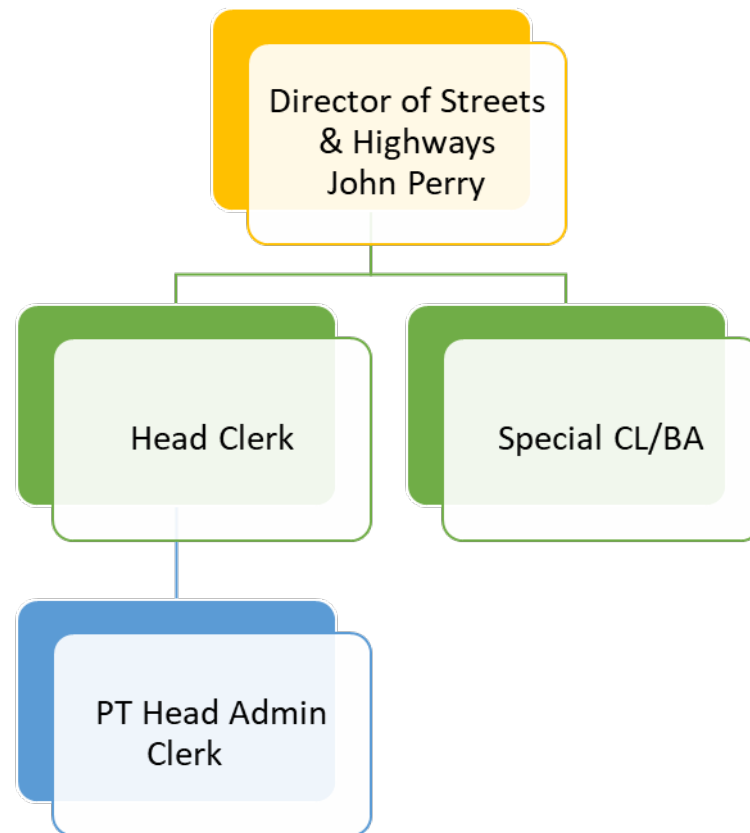 Director of Streets
& Highways
John Perry
Head Clerk
Special CL/BA
PT Head Admin
Clerk